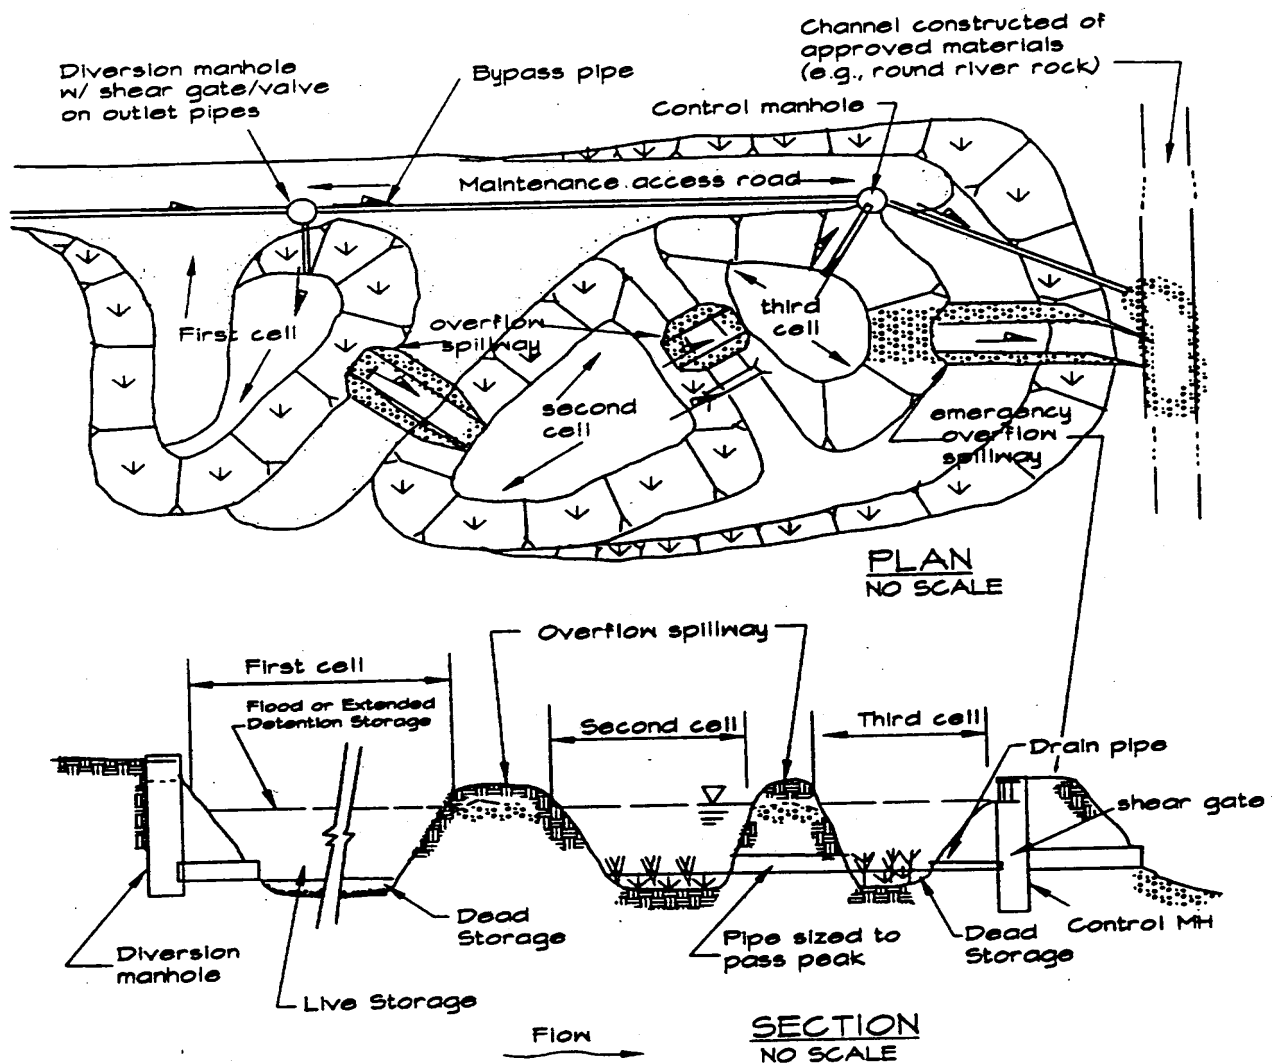 Channel constructed of
approved materials
(e.g., round river rock)
Diversion manhole
w/ shear gate/valve
on outlet pipes
Bypass pipe
Control manhole
Maintenance access road
First cell
overflow
spillway
third
cell
second
cell
emergency
overflow
spillway
PLAN
NO SCALE
Overflow spillway
First cell
Flood or Extended
Detention Storage
Second cell
Third cell
Drain pipe
shear gate
Dead
Storage
Pipe sized to
pass peak
Dead
Storage
Control MH
Diversion
manhole
Live Storage
Flow
SECTION
NO SCALE